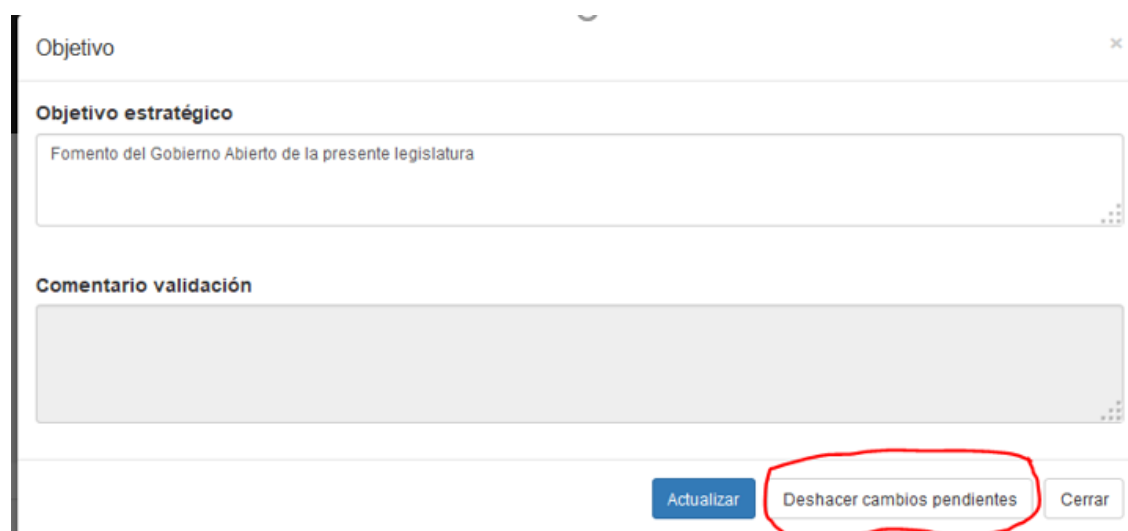 Objetivo
×
Objetivo estratégico
Fomento del Gobierno Abierto de la presente legislatura
Comentario validación
Actualizar Deshacer cambios pendientes Cerrar